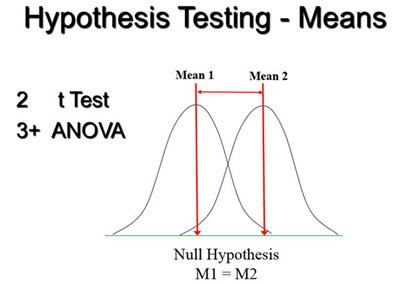 Hypothesis Testing - Means
Mean 1 Mean 2
2 t Test
3+ ANOVA
Null Hypothesis
M1 = M2